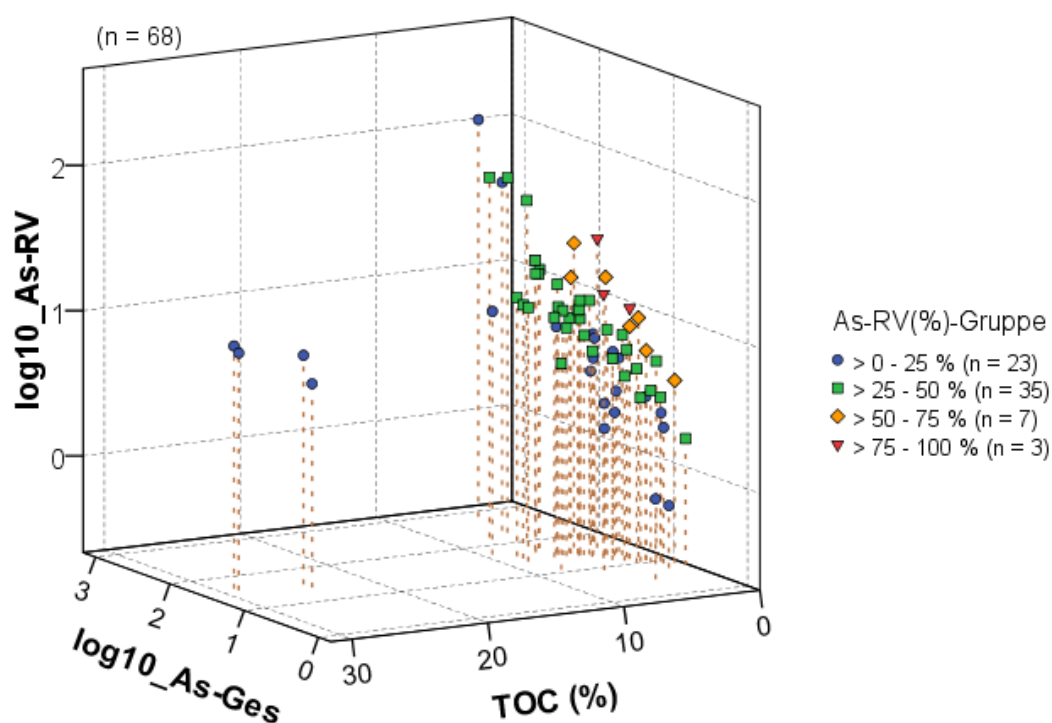 (n = 68)
2
1
0
log10_As-RV
3
2
1
0
log10_As-Ges
30
20
10
0
TOC (%)
As-RV(%)-Gruppe
> 0 - 25 % (n = 23)
> 25 - 50 % (n = 35)
> 50 - 75 % (n = 7)
> 75 - 100 % (n = 3)